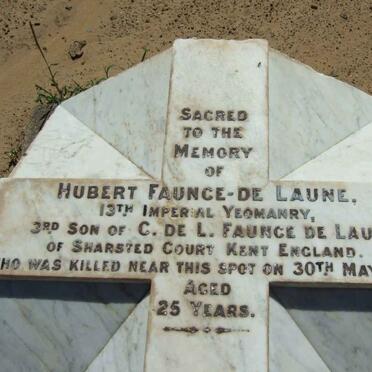 SACRED
TO THE
MEMORY
OF
HUBERT FAUNCE-DE LAUNE,
13TH IMPERIAL YEOMANRY,
3RD SON OF C. DE L. FAUNCE DE LAU
OF SHARSTED COURT KENT ENGLAND.
HO WAS KILLED NEAR THIS SPOT ON 30TH MAY
AGED
25 YEARS.